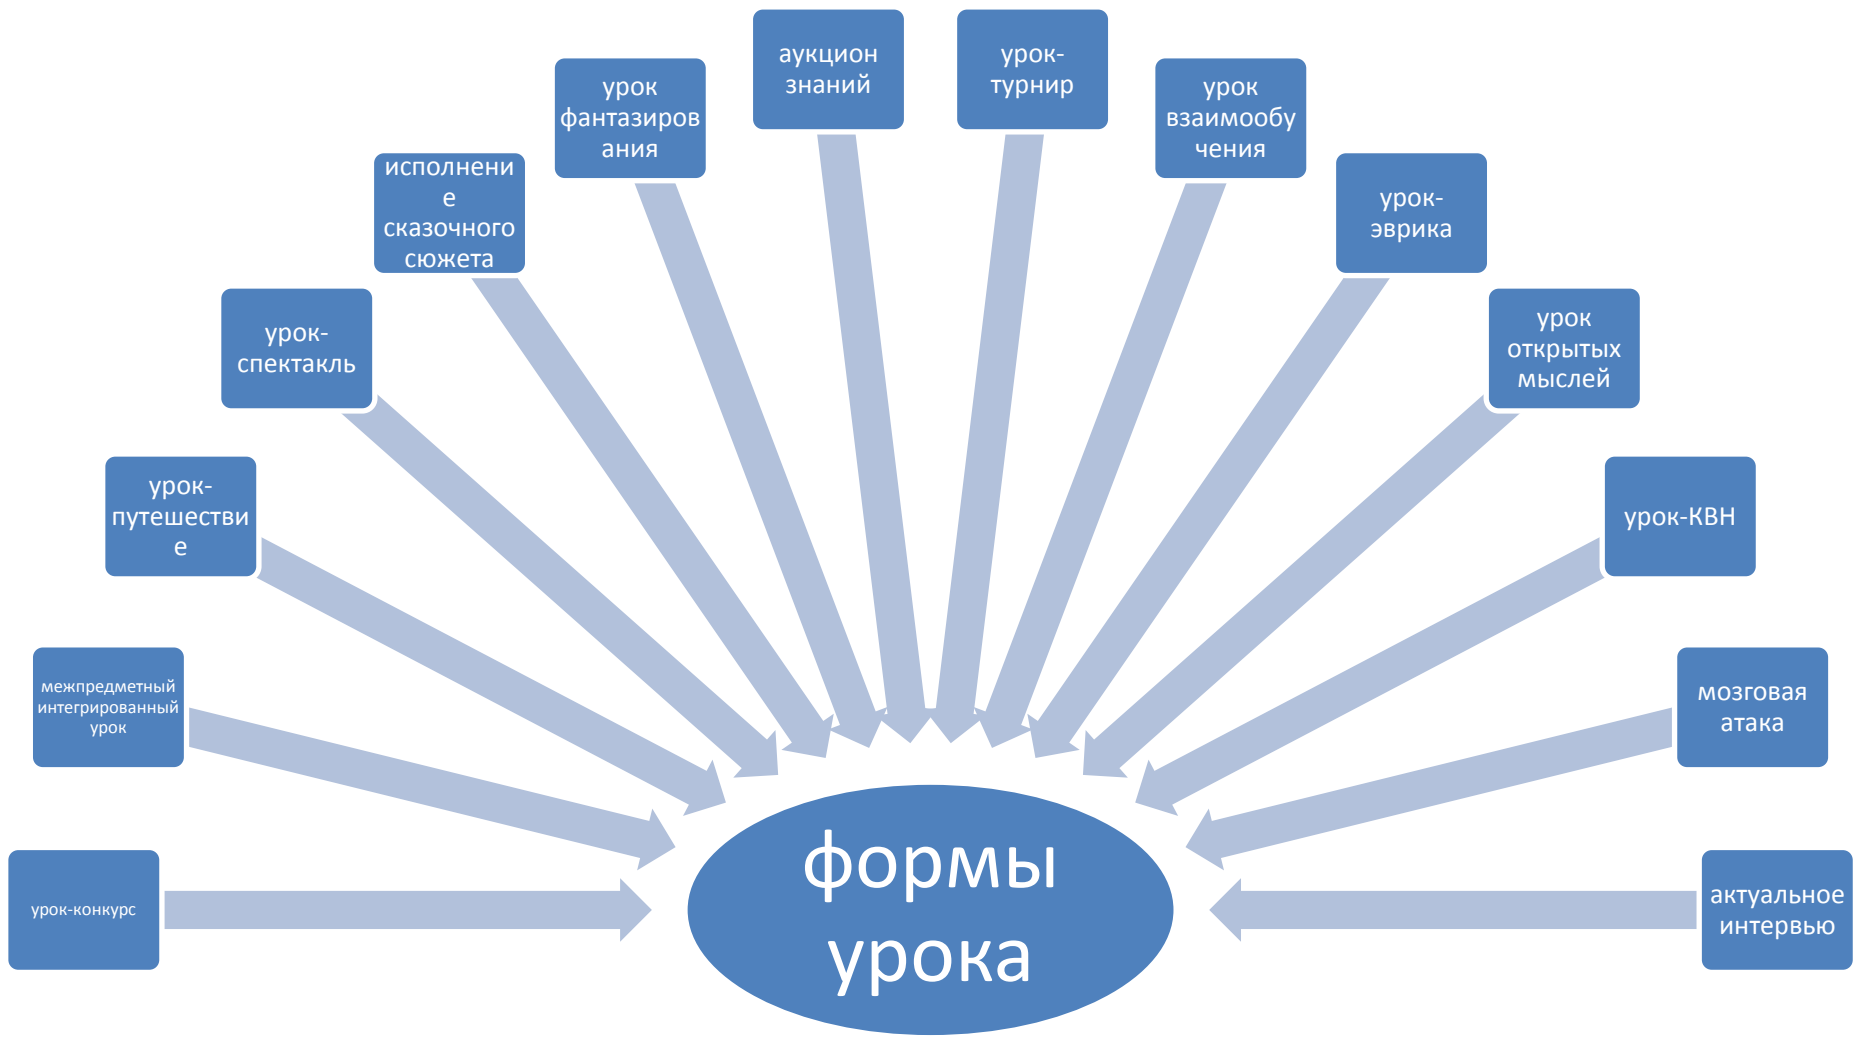 урок-конкурс
межпредметный
интегрированный
урок
урок-
путешестви
е
урок-
спектакль
исполнени
е
сказочного
сюжета
урок
фантазиров
ания
аукцион
знаний
урок-
турнир
урок
взаимообу
чения
урок-
эврика
урок
открытых
мыслей
урок-КВН
мозговая
атака
актуальное
интервью
формы
урока